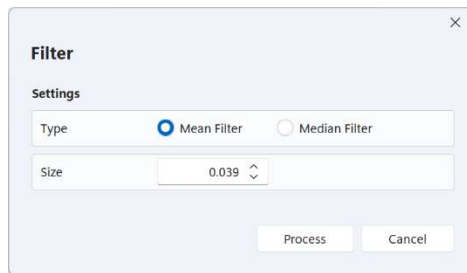 Filter
Settings
Type Mean Filter Median Filter
Size 0.039
Process Cancel